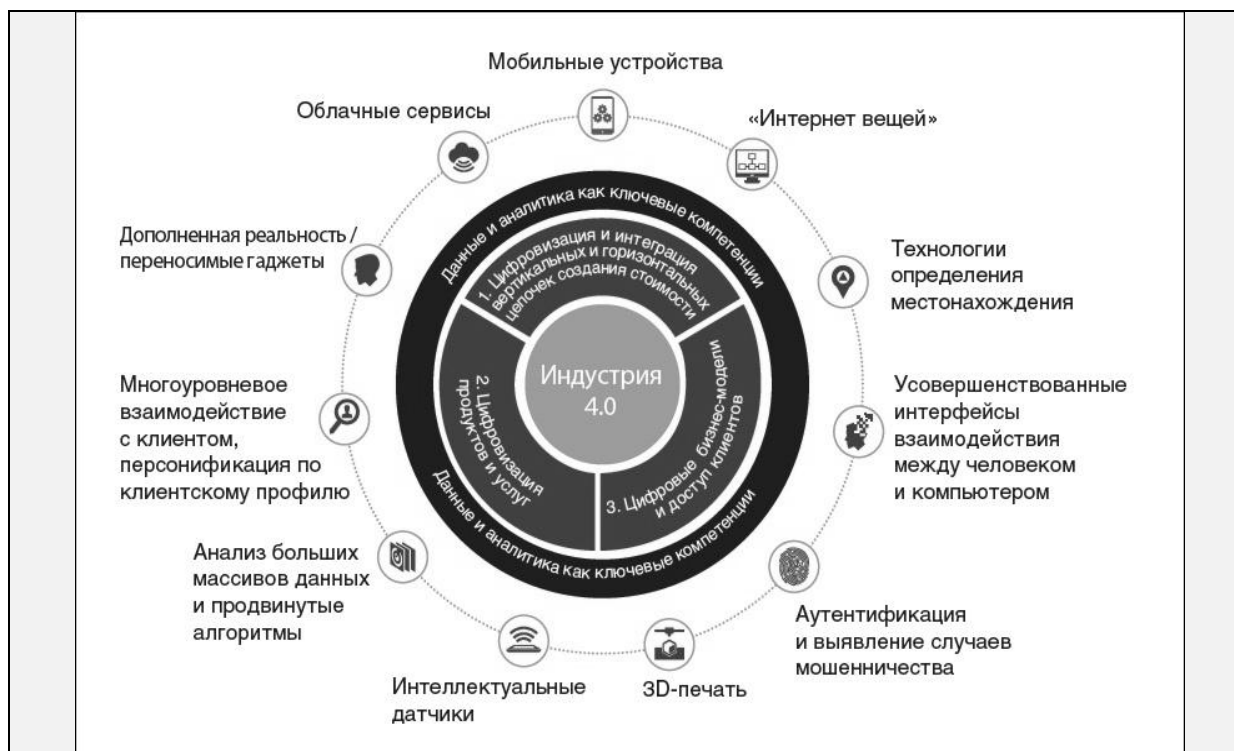 Мобильные устройства
Облачные сервисы
«Интернет вещей»
Дополненная реальность /
переносимые гаджеты
Технологии
определения
местонахождения
Данные и аналитика как ключевые компетенции
1. Цифровизация и интеграция
вертикальных и горизонтальных
цепочек создания стоимости
Индустрия
4.0
2. Цифровизация
продуктов и услуг
3. Цифровые бизнес-модели
и доступ клиентов
Данные и аналитика как ключевые компетенции
Многоуровневое
взаимодействие
с клиентом,
персонификация по
клиентскому профилю
Усовершенствованные
интерфейсы
взаимодействия
между человеком
и компьютером
Анализ больших
массивов данных
и продвинутые
алгоритмы
Аутентификация
и выявление случаев
мошенничества
Интеллектуальные
датчики
3D-печать